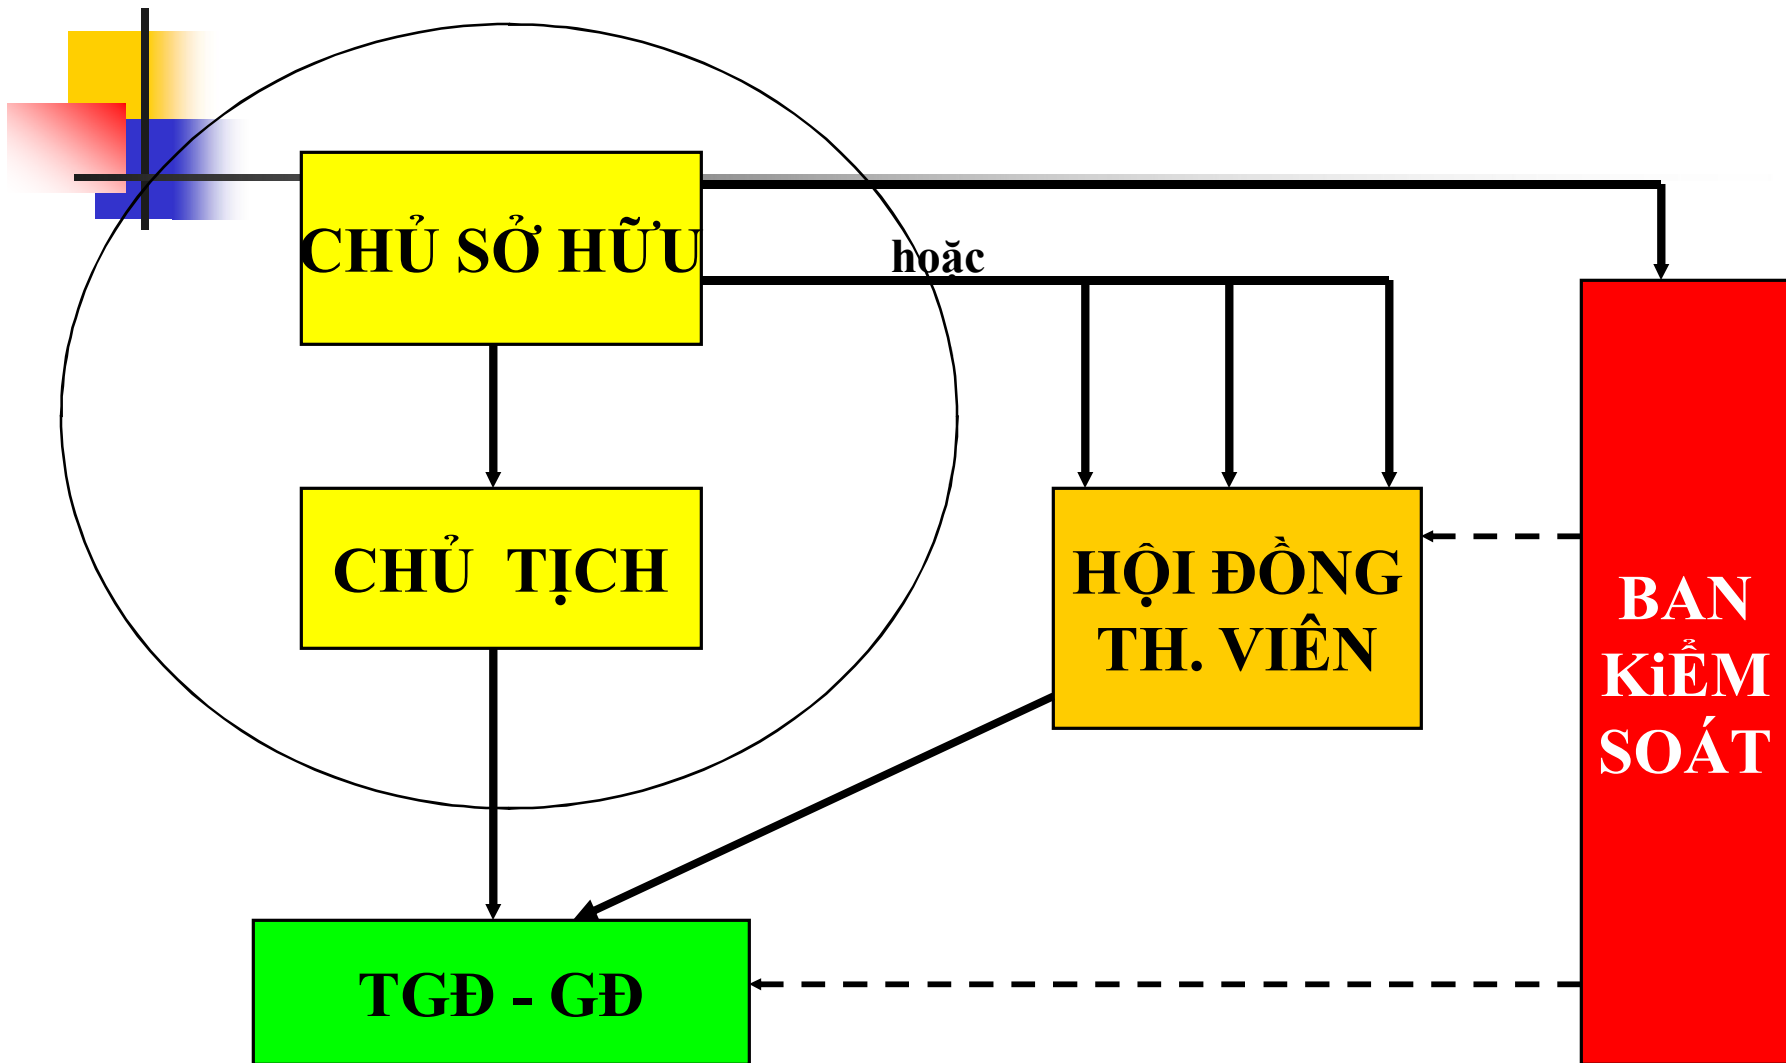 CHỦ SỞ HỮU
hoặc
CHỦ TỊCH
HỘI ĐỒNG
TH. VIÊN
BAN
KiỂM
SOÁT
TGĐ - GĐ